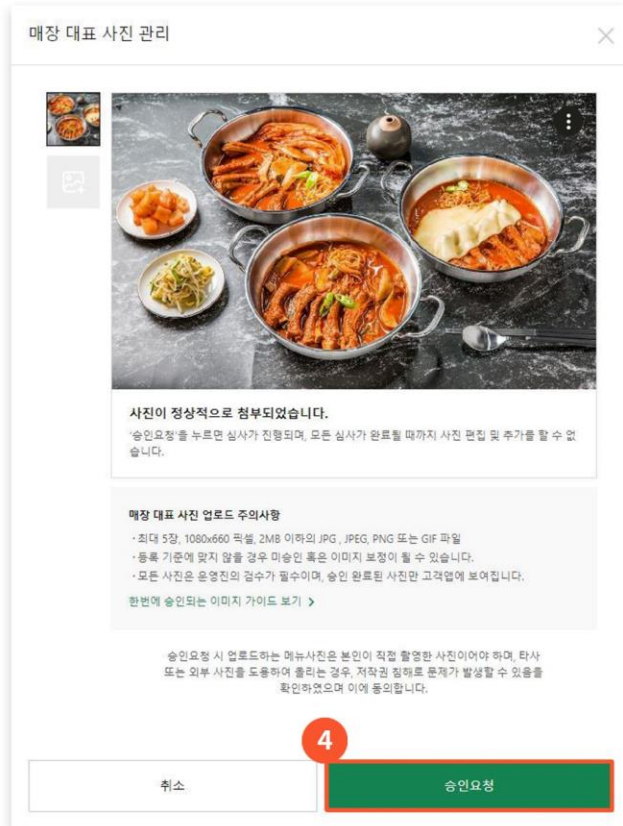 매장 대표 사진 관리
사진이 정상적으로 첨부되었습니다.
'승인요청'을 누르면 심사가 진행되며, 모든 심사가 완료될 때까지 사진 편집 및 추가를 할 수 없
습니다.
매장 대표 사진 업로드 주의사항
· 최대 5장, 1080x660 픽셀, 2MB 이하의 JPG , JPEG, PNG 또는 GIF 파일
· 등록 기준에 맞지 않을 경우 미승인 혹은 이미지 보정이 될 수 있습니다.
· 모든 사진은 운영진의 검수가 필수이며, 승인 완료된 사진만 고객앱에 보여집니다.
한번에 승인되는 이미지 가이드 보기 >
승인요청 시 업로드하는 메뉴사진은 본인이 직접 촬영한 사진이어야 하며, 타사
또는 외부 사진을 도용하여 올리는 경우, 저작권 침해로 문제가 발생할 수 있음을
확인하였으며 이에 동의합니다.
4
취소
승인요청